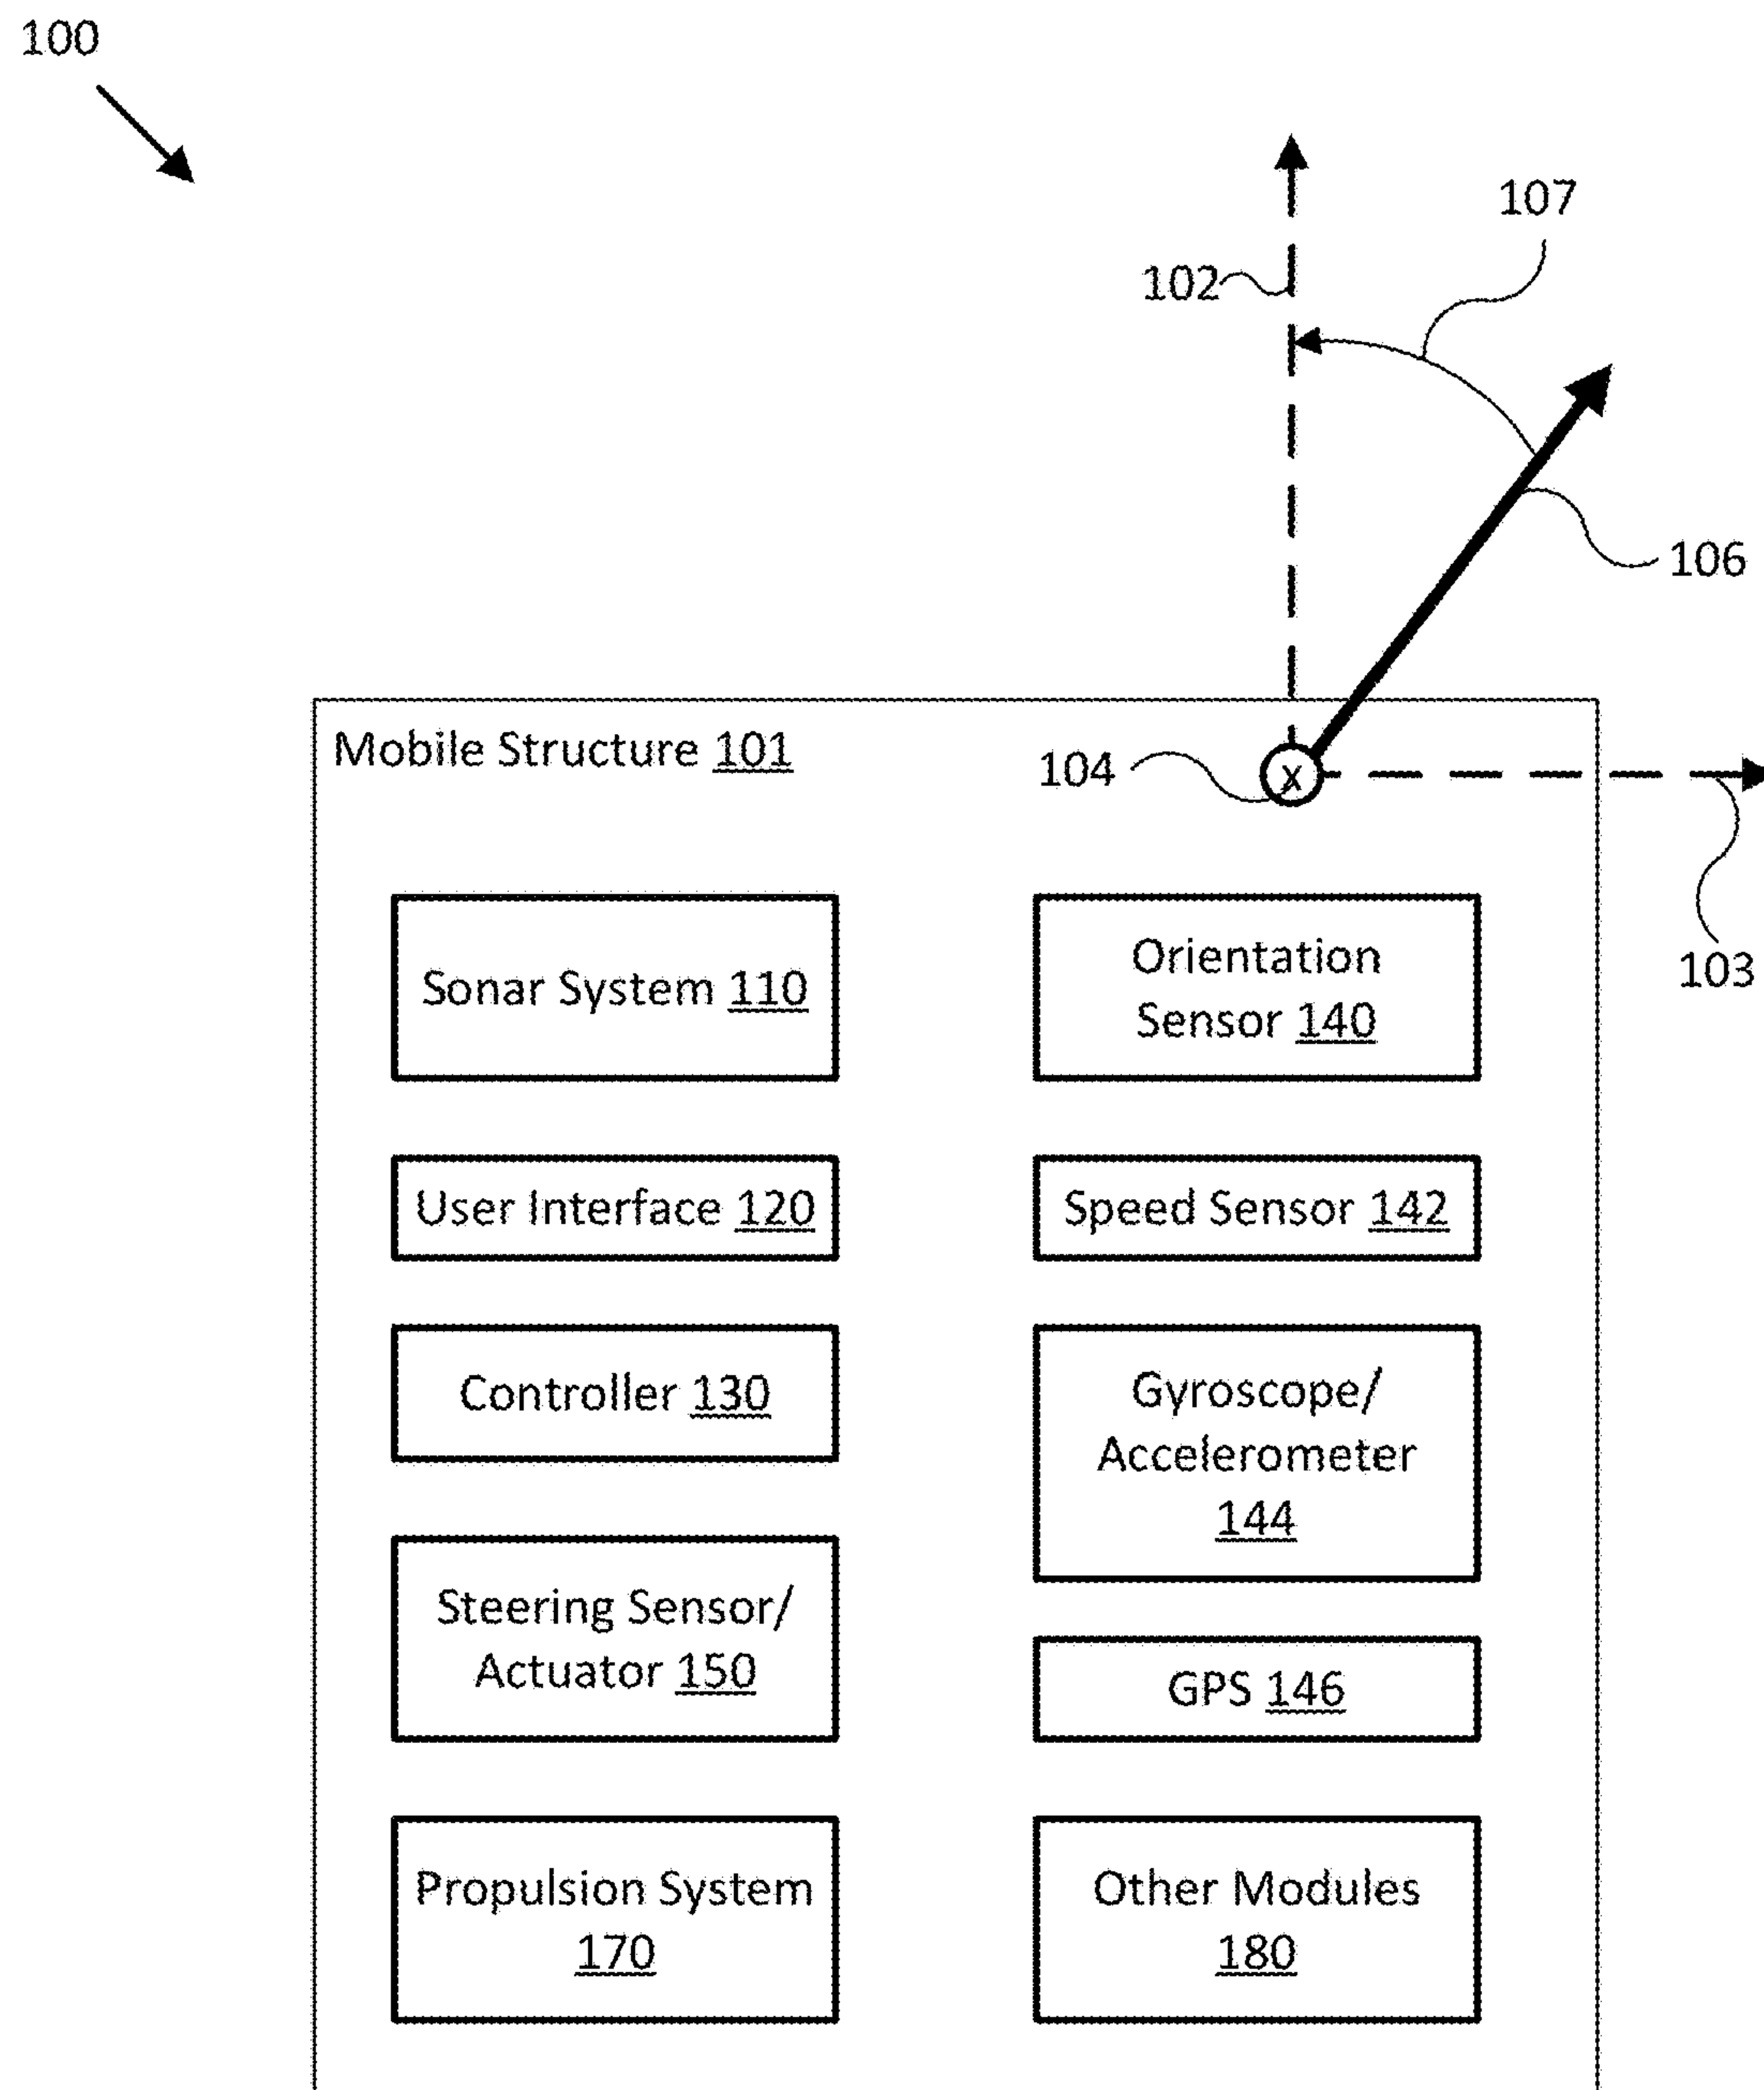 100
107
102
106
Mobile Structure 101
104
X
103
Sonar System 110
Orientation
Sensor 140
User Interface 120
Speed Sensor 142
Controller 130
Gyroscope/
Accelerometer
144
Steering Sensor/
Actuator 150
GPS 146
Propulsion System
170
Other Modules
180